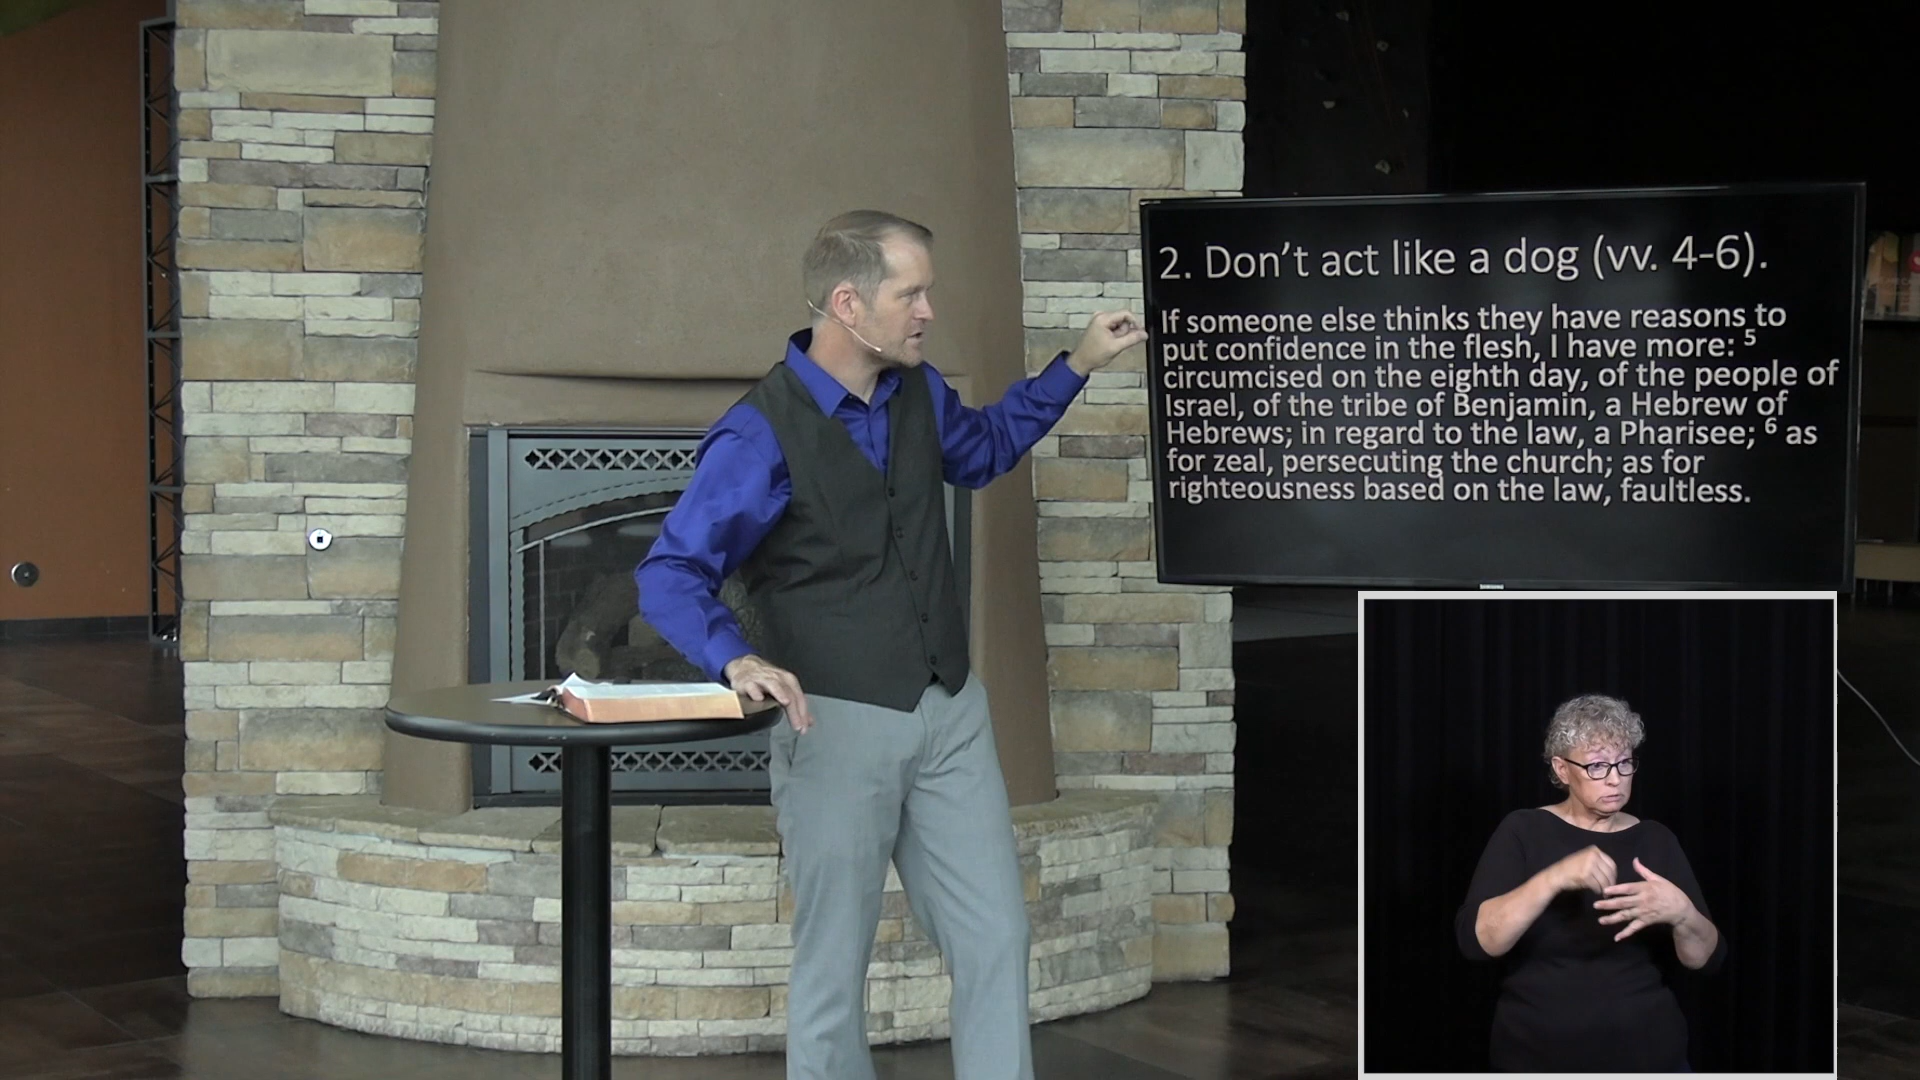 2. Don’t act like a dog (vv. 4-6).
If someone else thinks they have reasons to
put confidence in the flesh, I have more: ⁵
circumcised on the eighth day, of the people of
Israel, of the tribe of Benjamin, a Hebrew of
Hebrews; in regard to the law, a Pharisee; ⁶ as
for zeal, persecuting the church; as for
righteousness based on the law, faultless.
SAMSUNG